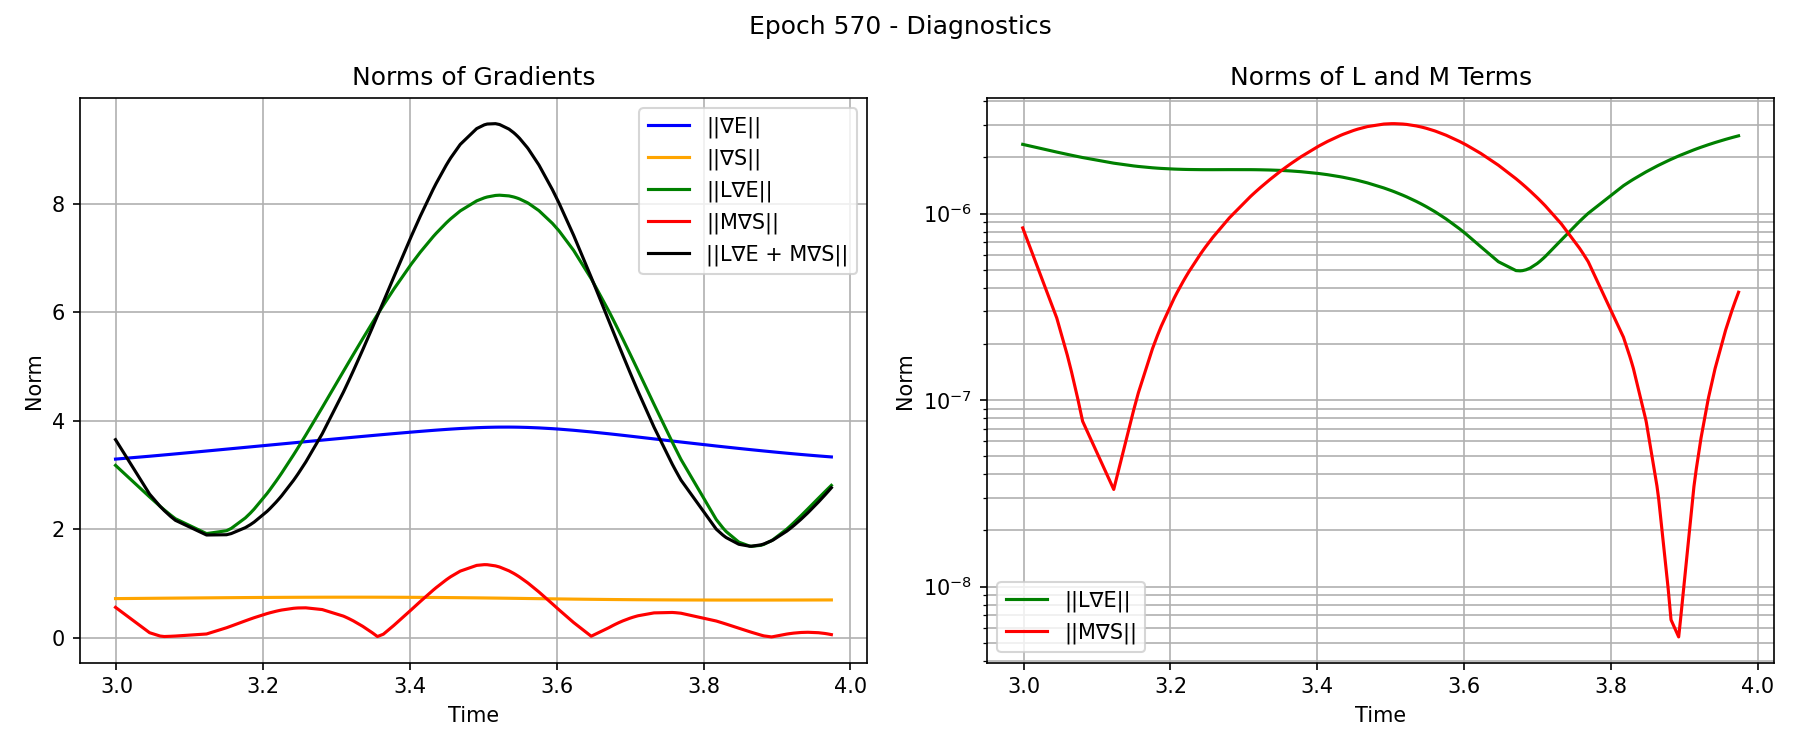 Epoch 570 - Diagnostics
Norms of Gradients
Norm
8
6
4
2
0
3.0 3.2 3.4 3.6 3.8 4.0
Time
||∇E||
||∇S||
||L∇E||
||M∇S||
||L∇E + M∇S||
Norms of L and M Terms
Norm
10⁻⁶
10⁻⁷
10⁻⁸
3.0 3.2 3.4 3.6 3.8 4.0
Time
||L∇E||
||M∇S||